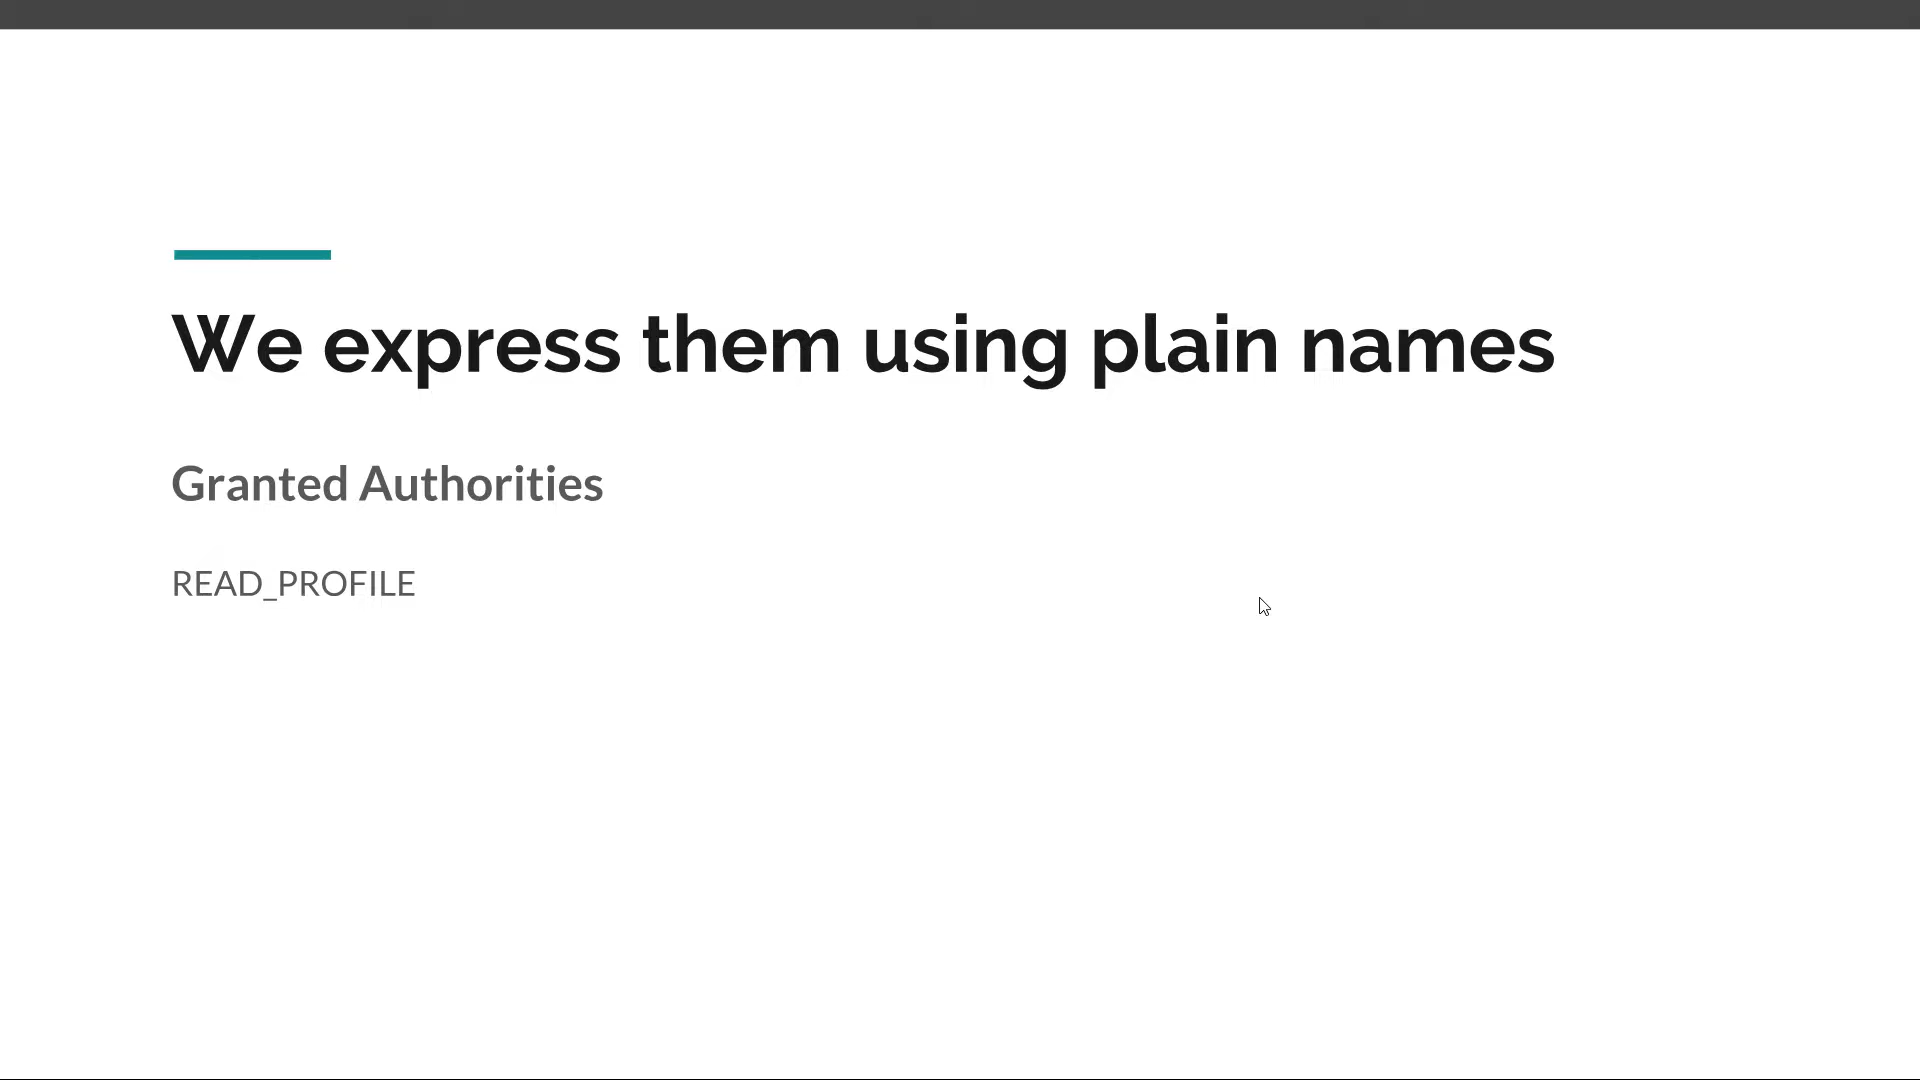 We express them using plain names
Granted Authorities
READ_PROFILE